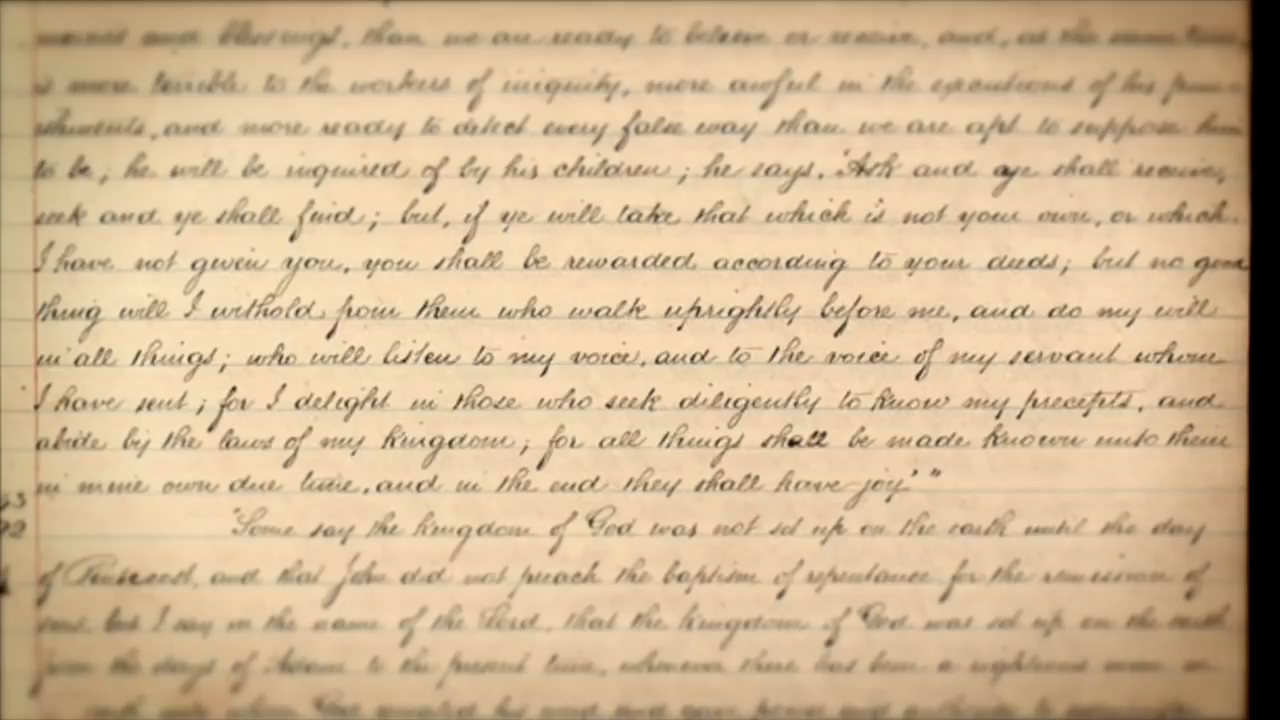 mercies and blessings, than we are ready to believe or receive, and, at the same time,
is more terrible to the workers of iniquity, more awful in the executions of his puni-
shments, and more ready to detect every false way than we are apt to suppose him
to be; he will be inquired of by his children; he says, 'Ask and ye shall receive,
seek and ye shall find; but, if ye will take that which is not your own, or which
I have not given you, you shall be rewarded according to your deeds; but no good
thing will I withold from them who walk uprightly before me, and do my will
in all things; who will listen to my voice, and to the voice of my servant whom
I have sent; for I delight in those who seek diligently to know my precepts, and
abide by the laws of my kingdom; for all things shall be made known unto them
in mine own due time, and in the end they shall have joy.' "
"Some say the kingdom of God was not set up on the earth until the day
of Pentecost, and that John did not preach the baptism of repentance for the remission of
sins, but I say in the name of the Lord, that the kingdom of God was set up on the earth
from the days of Adam to the present time, whenever there has been a righteous man on